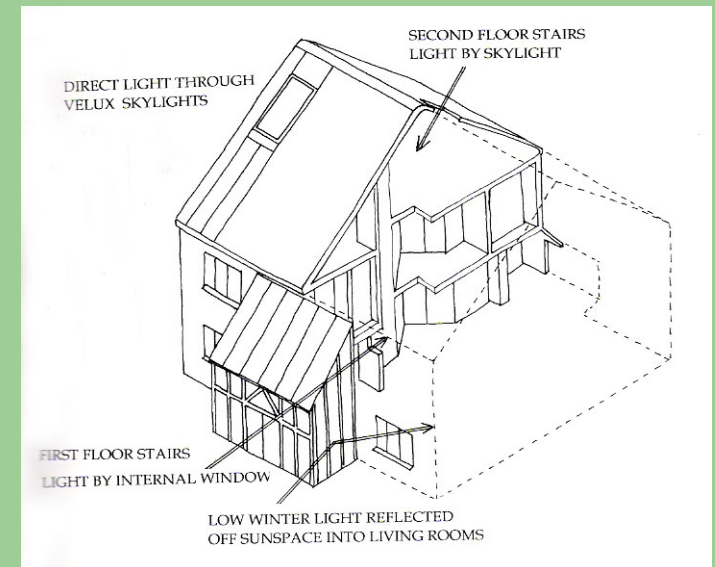 SECOND FLOOR STAIRS
LIGHT BY SKYLIGHT
DIRECT LIGHT THROUGH
VELUX SKYLIGHTS
FIRST FLOOR STAIRS
LIGHT BY INTERNAL WINDOW
LOW WINTER LIGHT REFLECTED
OFF SUNSPACE INTO LIVING ROOMS